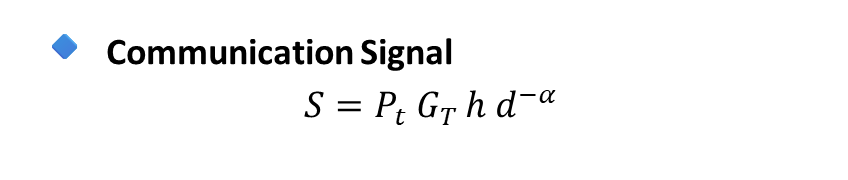 Communication Signal
S = P_t G_T h d^{-α}